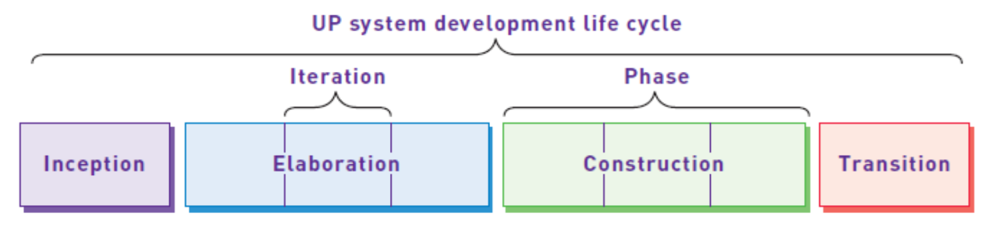 UP system development life cycle
Iteration Phase
Inception Elaboration Construction Transition